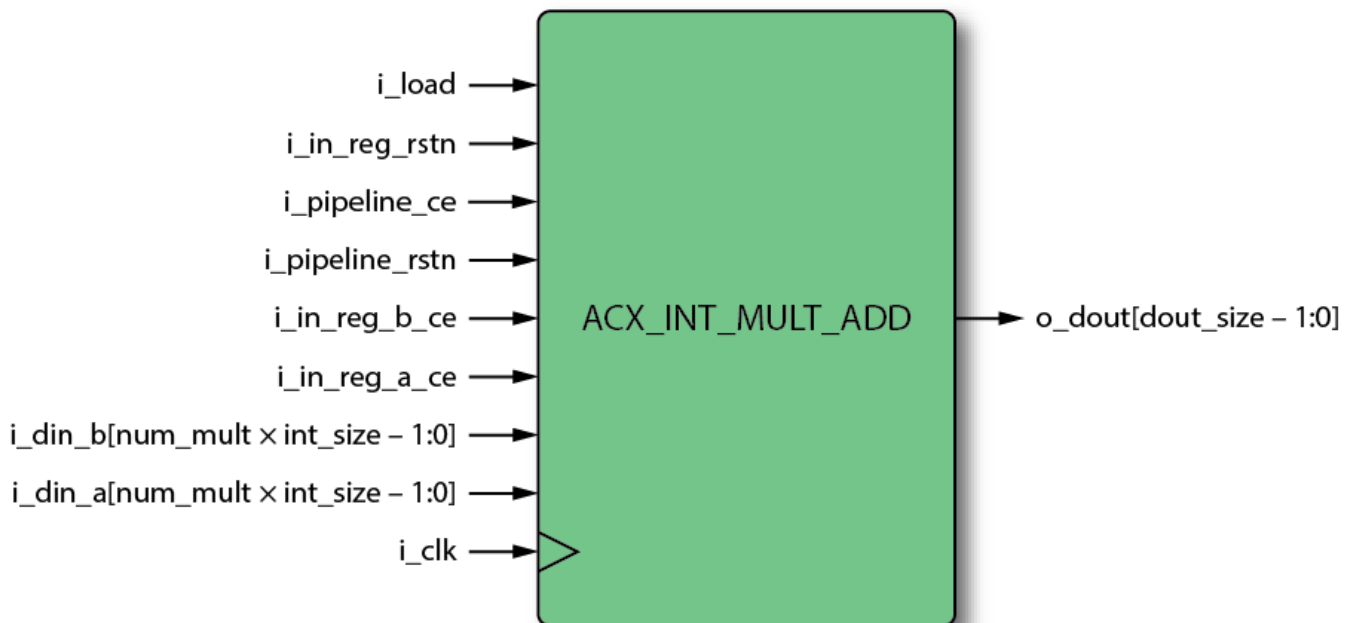 i_load
i_in_reg_rstn
i_pipeline_ce
i_pipeline_rstn
i_in_reg_b_ce
ACX_INT_MULT_ADD
o_dout[dout_size – 1:0]
i_in_reg_a_ce
i_din_b[num_mult × int_size – 1:0]
i_din_a[num_mult × int_size – 1:0]
i_clk